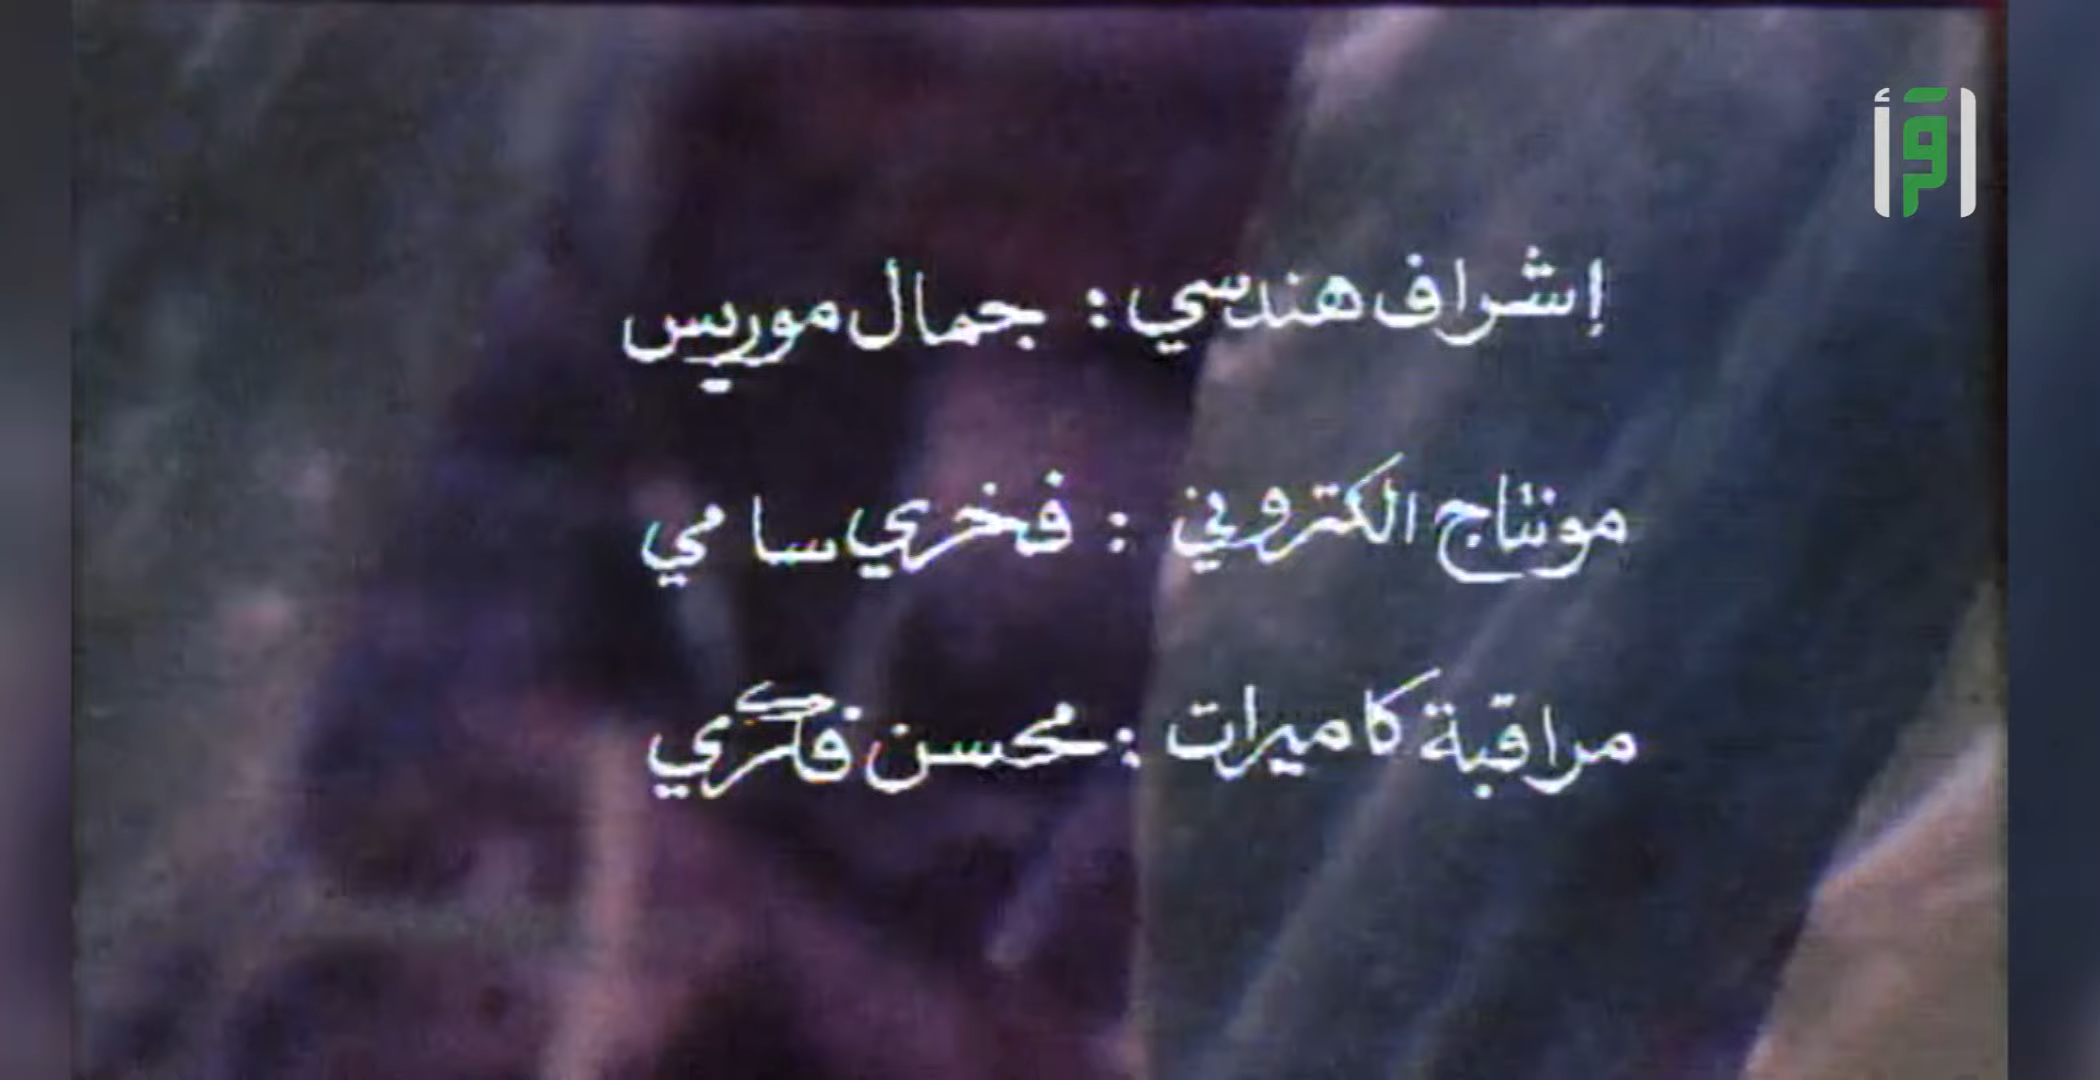 اقرأ
إشراف هندسي : جمال موريس
مونتاج الكتروني : فخري سامي
مراقبة كاميرات : محسن فكري